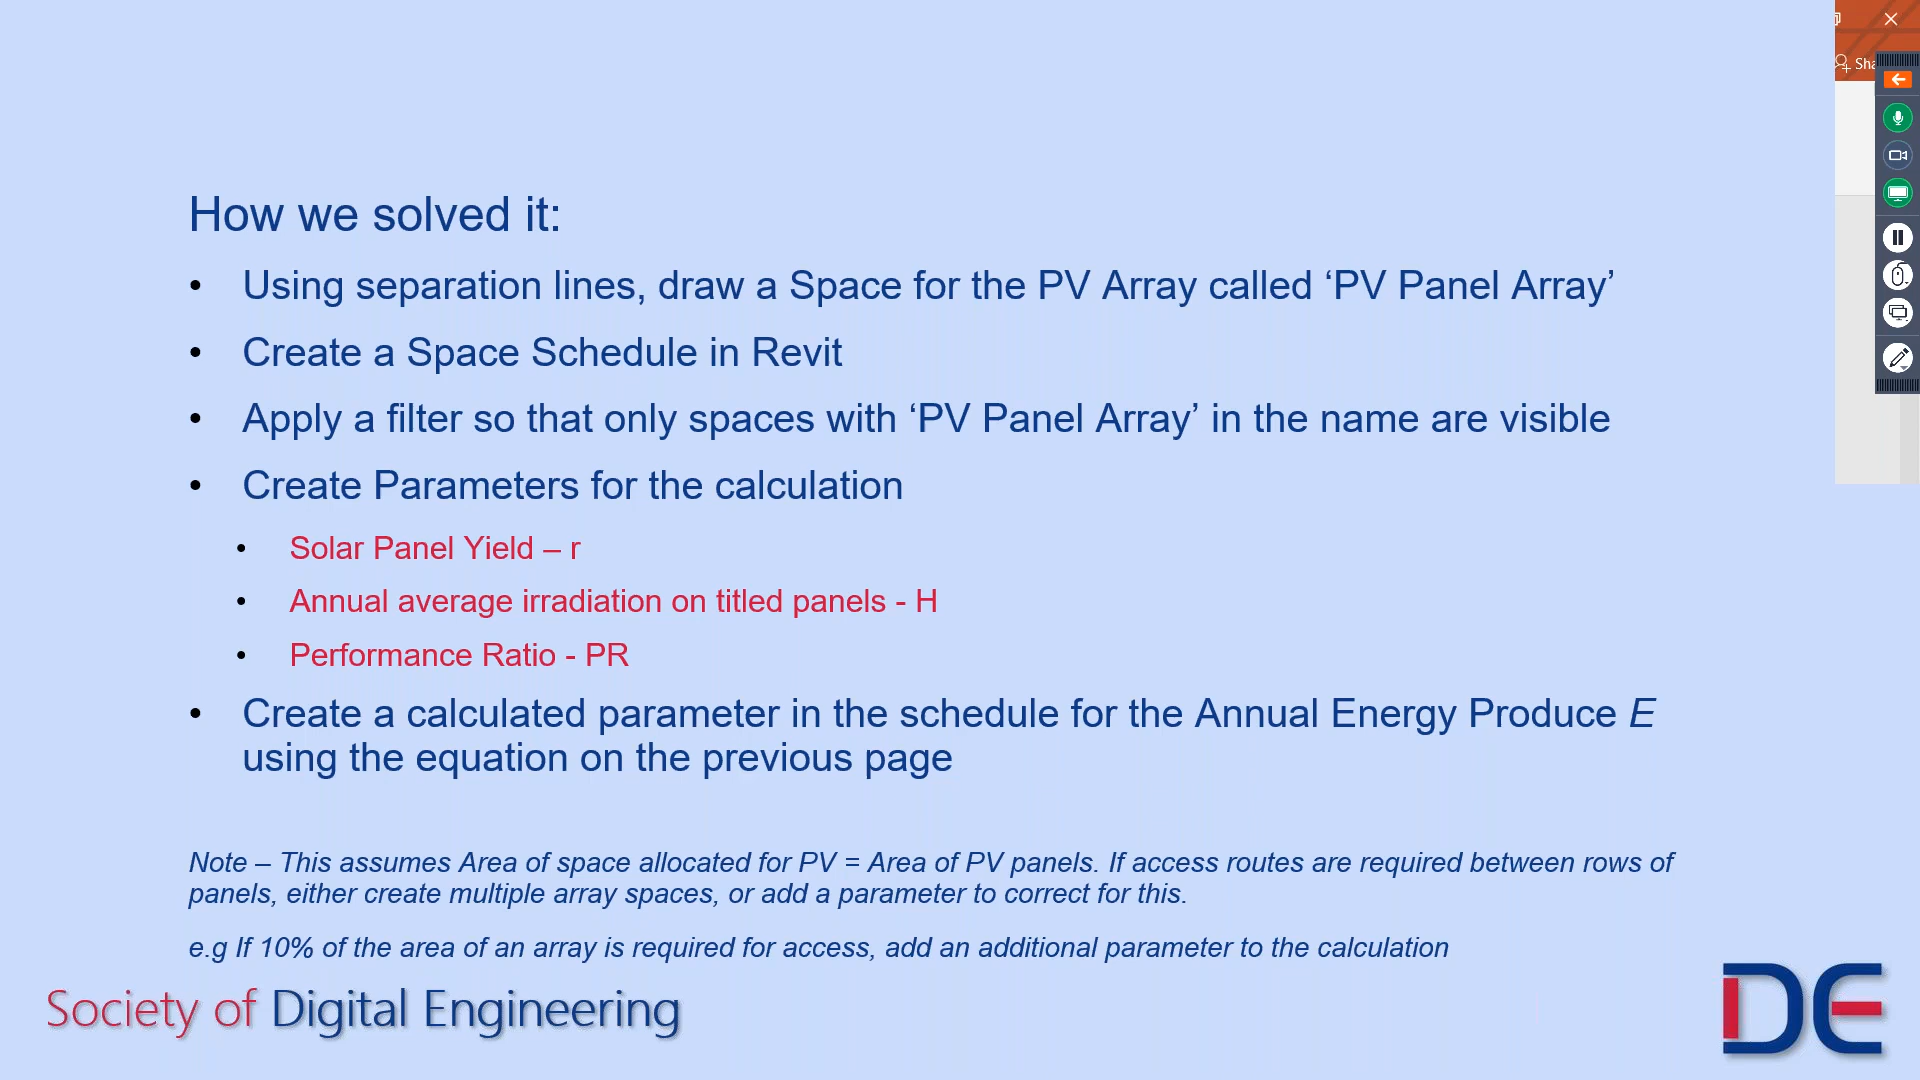 How we solved it:
• Using separation lines, draw a Space for the PV Array called ‘PV Panel Array’
• Create a Space Schedule in Revit
• Apply a filter so that only spaces with ‘PV Panel Array’ in the name are visible
• Create Parameters for the calculation
• Solar Panel Yield – r
• Annual average irradiation on titled panels - H
• Performance Ratio - PR
• Create a calculated parameter in the schedule for the Annual Energy Produce E
using the equation on the previous page
Note – This assumes Area of space allocated for PV = Area of PV panels. If access routes are required between rows of
panels, either create multiple array spaces, or add a parameter to correct for this.
e.g If 10% of the area of an array is required for access, add an additional parameter to the calculation
Society of Digital Engineering
DE